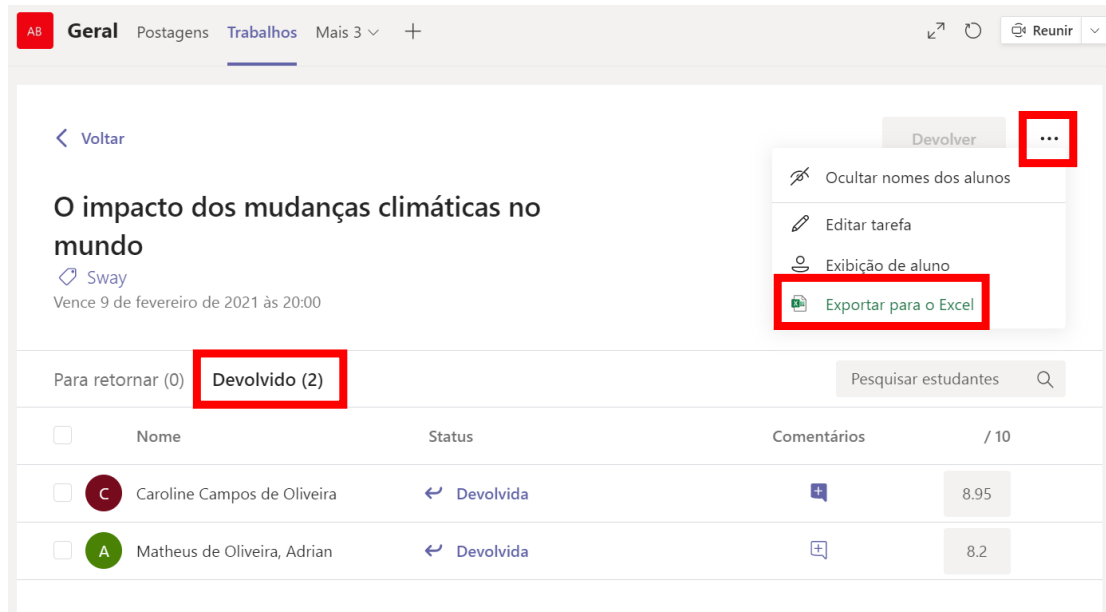 AB Geral Postagens Trabalhos Mais 3 Reunir
Voltar
Devolver ...
Ocultar nomes dos alunos
O impacto dos mudanças climáticas no
mundo
Editar tarefa
Sway
Exibição de aluno
Vence 9 de fevereiro de 2021 às 20:00
Exportar para o Excel
Para retornar (0) Devolvido (2) Pesquisar estudantes
Nome Status Comentários / 10
C Caroline Campos de Oliveira Devolvida 8.95
A Matheus de Oliveira, Adrian Devolvida 8.2